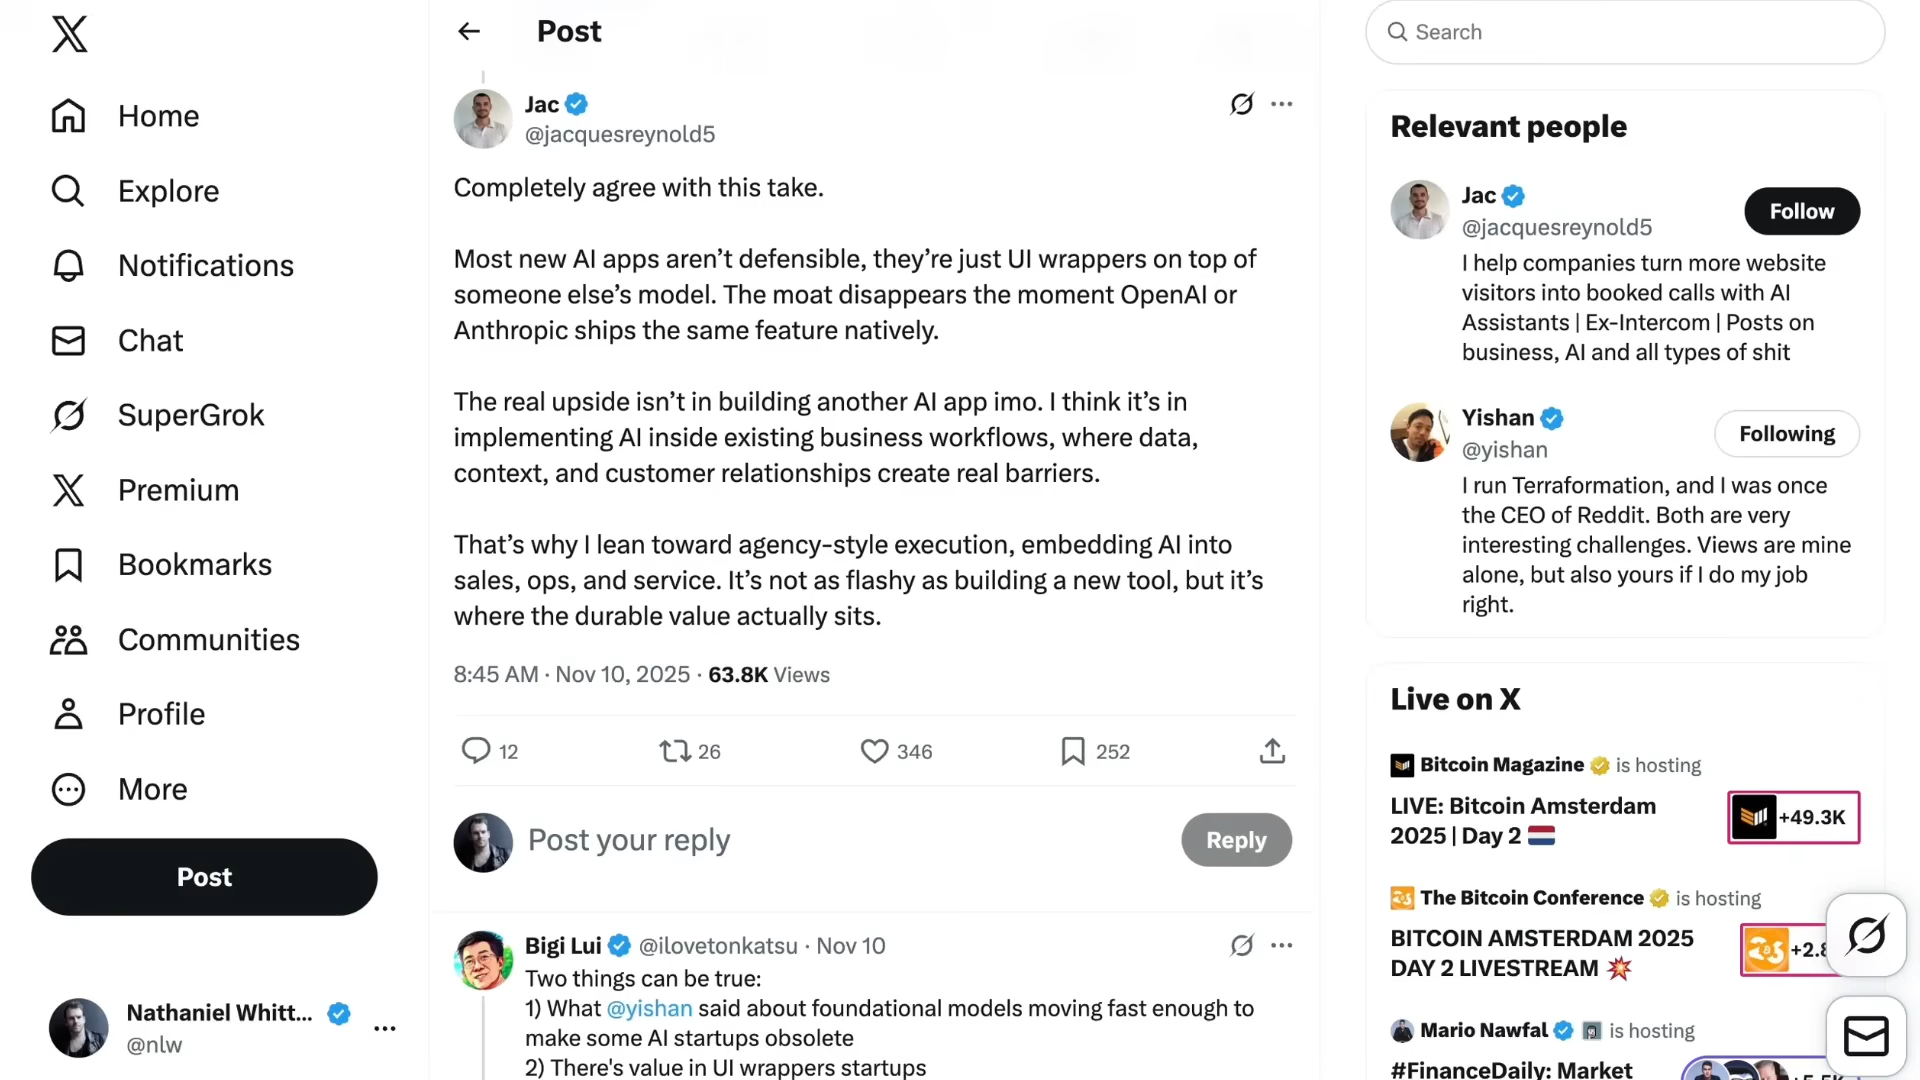 Home
Explore
Notifications
Chat
SuperGrok
Premium
Bookmarks
Communities
Profile
More
Post
Nathaniel Whitt...
@nlw
Post
Jac
@jacquesreynold5
Completely agree with this take.
Most new AI apps aren’t defensible, they’re just UI wrappers on top of
someone else’s model. The moat disappears the moment OpenAI or
Anthropic ships the same feature natively.
The real upside isn’t in building another AI app imo. I think it’s in
implementing AI inside existing business workflows, where data,
context, and customer relationships create real barriers.
That’s why I lean toward agency-style execution, embedding AI into
sales, ops, and service. It’s not as flashy as building a new tool, but it’s
where the durable value actually sits.
8:45 AM · Nov 10, 2025 · 63.8K Views
12 26 346 252
Post your reply
Reply
Bigi Lui @ilovetonkatsu · Nov 10
Two things can be true:
1) What @yishan said about foundational models moving fast enough to
make some AI startups obsolete
2) There's value in UI wrappers startups
Search
Relevant people
Jac
@jacquesreynold5
Follow
I help companies turn more website
visitors into booked calls with AI
Assistants | Ex-Intercom | Posts on
business, AI and all types of shit
Yishan
@yishan
Following
I run Terraformation, and I was once
the CEO of Reddit. Both are very
interesting challenges. Views are mine
alone, but also yours if I do my job
right.
Live on X
Bitcoin Magazine is hosting
LIVE: Bitcoin Amsterdam
2025 | Day 2
+49.3K
The Bitcoin Conference is hosting
BITCOIN AMSTERDAM 2025
DAY 2 LIVESTREAM
Mario Nawfal is hosting
#FinanceDaily: Market